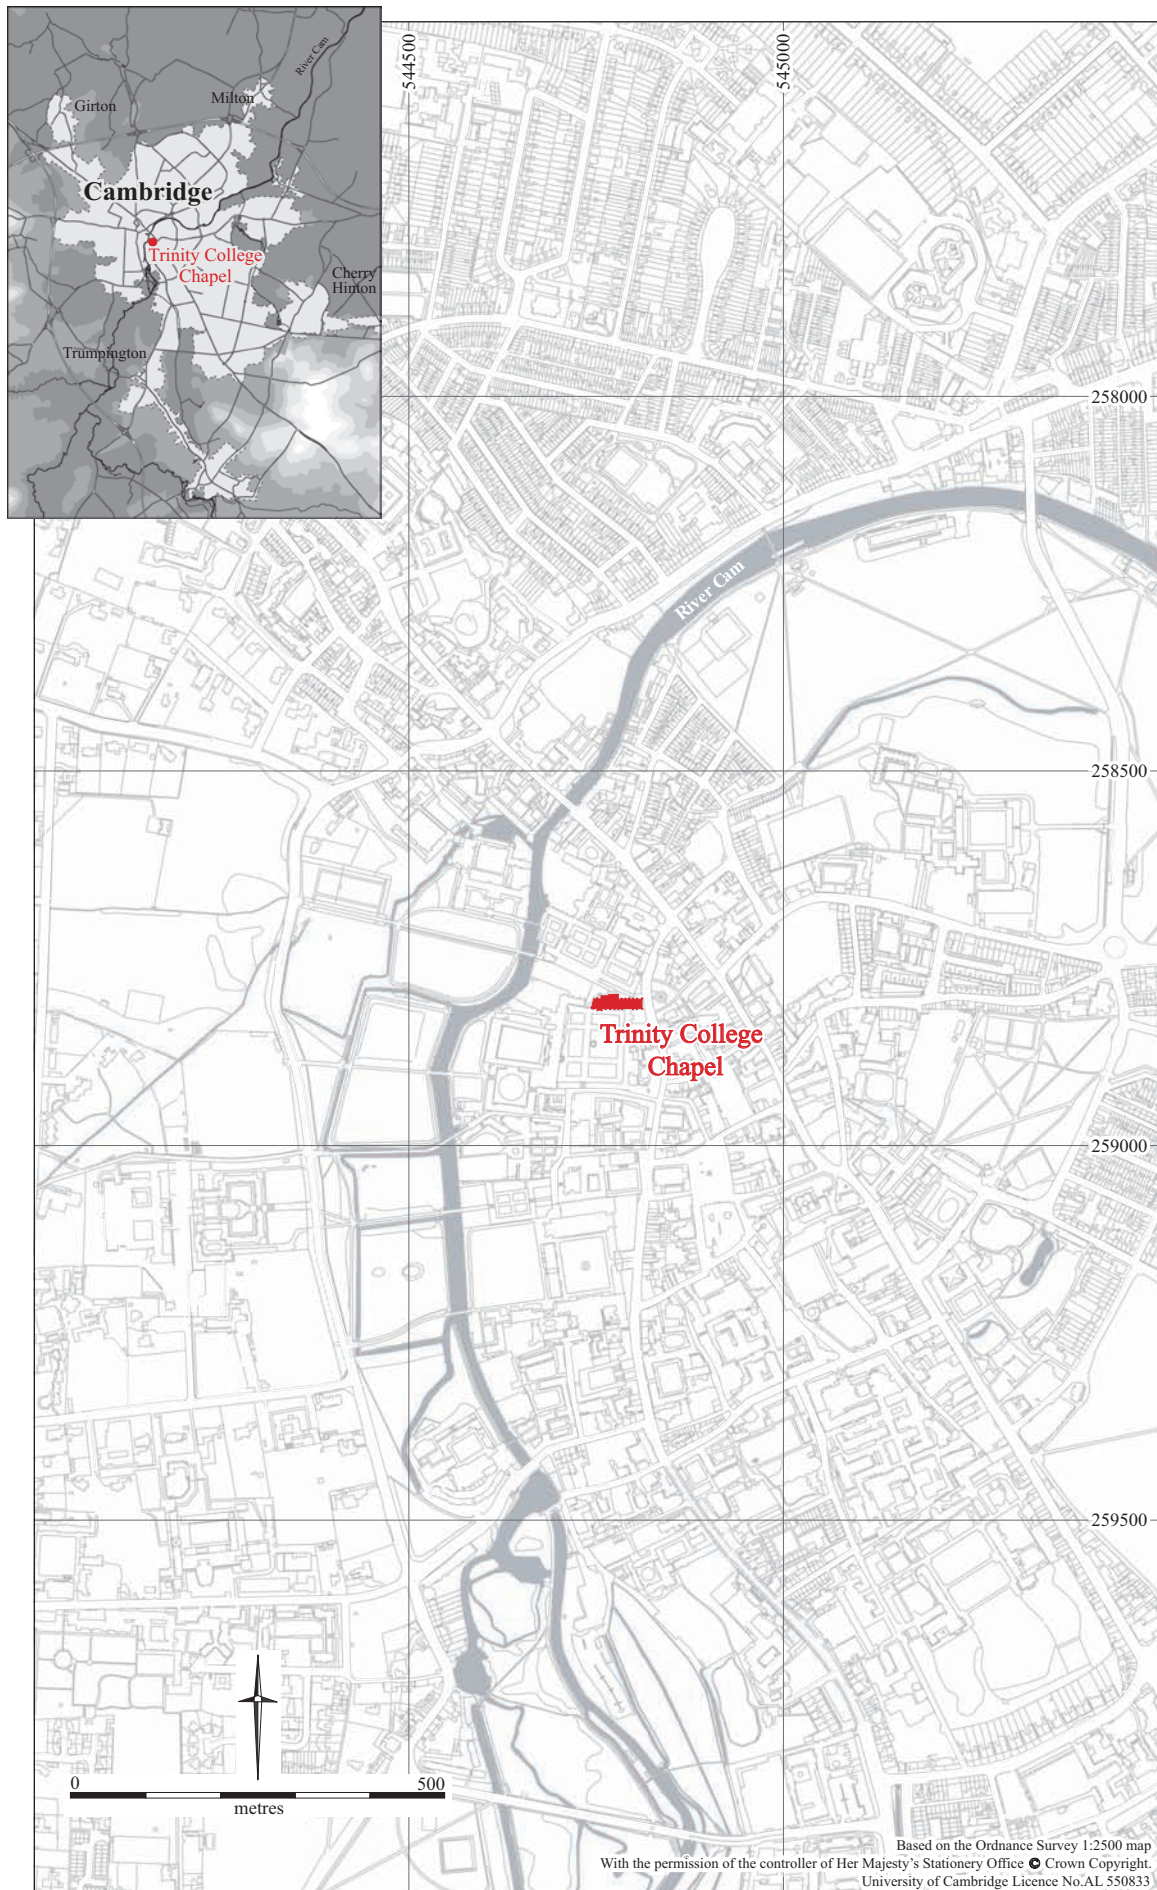 River Cam
Girton
Milton
Cambridge
Trinity College
Chapel
Cherry
Hinton
Trumpington
544500
545000
258000
River Cam
258500
Trinity College
Chapel
259000
259500
0
500
metres
Based on the Ordnance Survey 1:2500 map
With the permission of the controller of Her Majesty's Stationery Office © Crown Copyright.
University of Cambridge Licence No.AL 550833